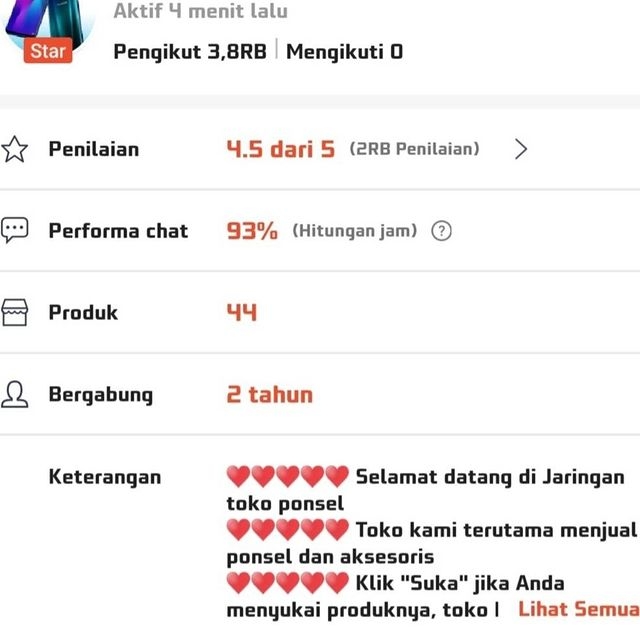 Aktif 4 menit lalu
Star
Pengikut 3,8RB | Mengikuti 0
Penilaian 4.5 dari 5 (2RB Penilaian)
Performa chat 93% (Hitungan jam) ?
Produk 44
Bergabung 2 tahun
Keterangan ❤️❤️❤️❤️❤️ Selamat datang di Jaringan
toko ponsel
❤️❤️❤️❤️❤️ Toko kami terutama menjual
ponsel dan aksesoris
❤️❤️❤️❤️❤️ Klik "Suka" jika Anda
menyukai produknya, toko l Lihat Semua